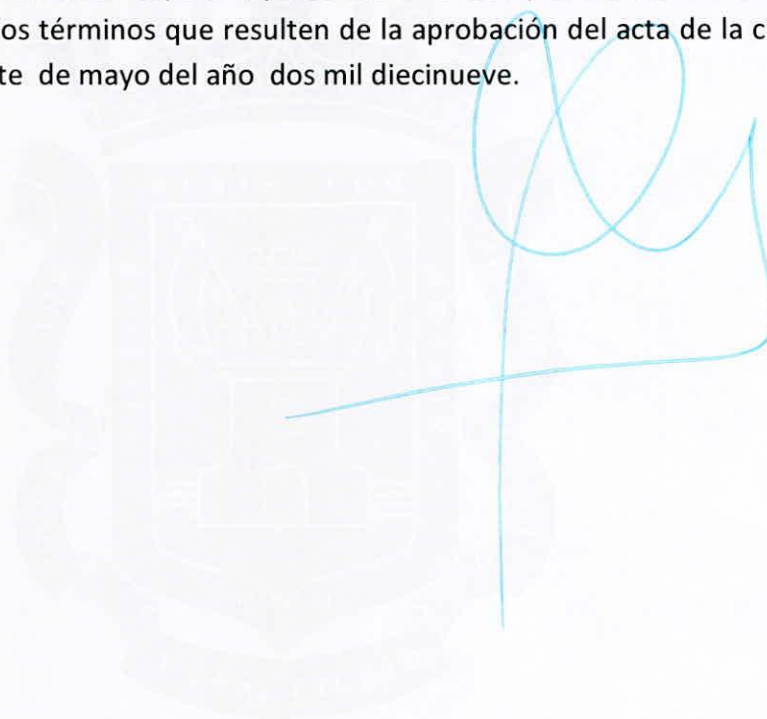 os términos que resulten de la aprobación del acta de la
te de mayo del año dos mil diecinueve.